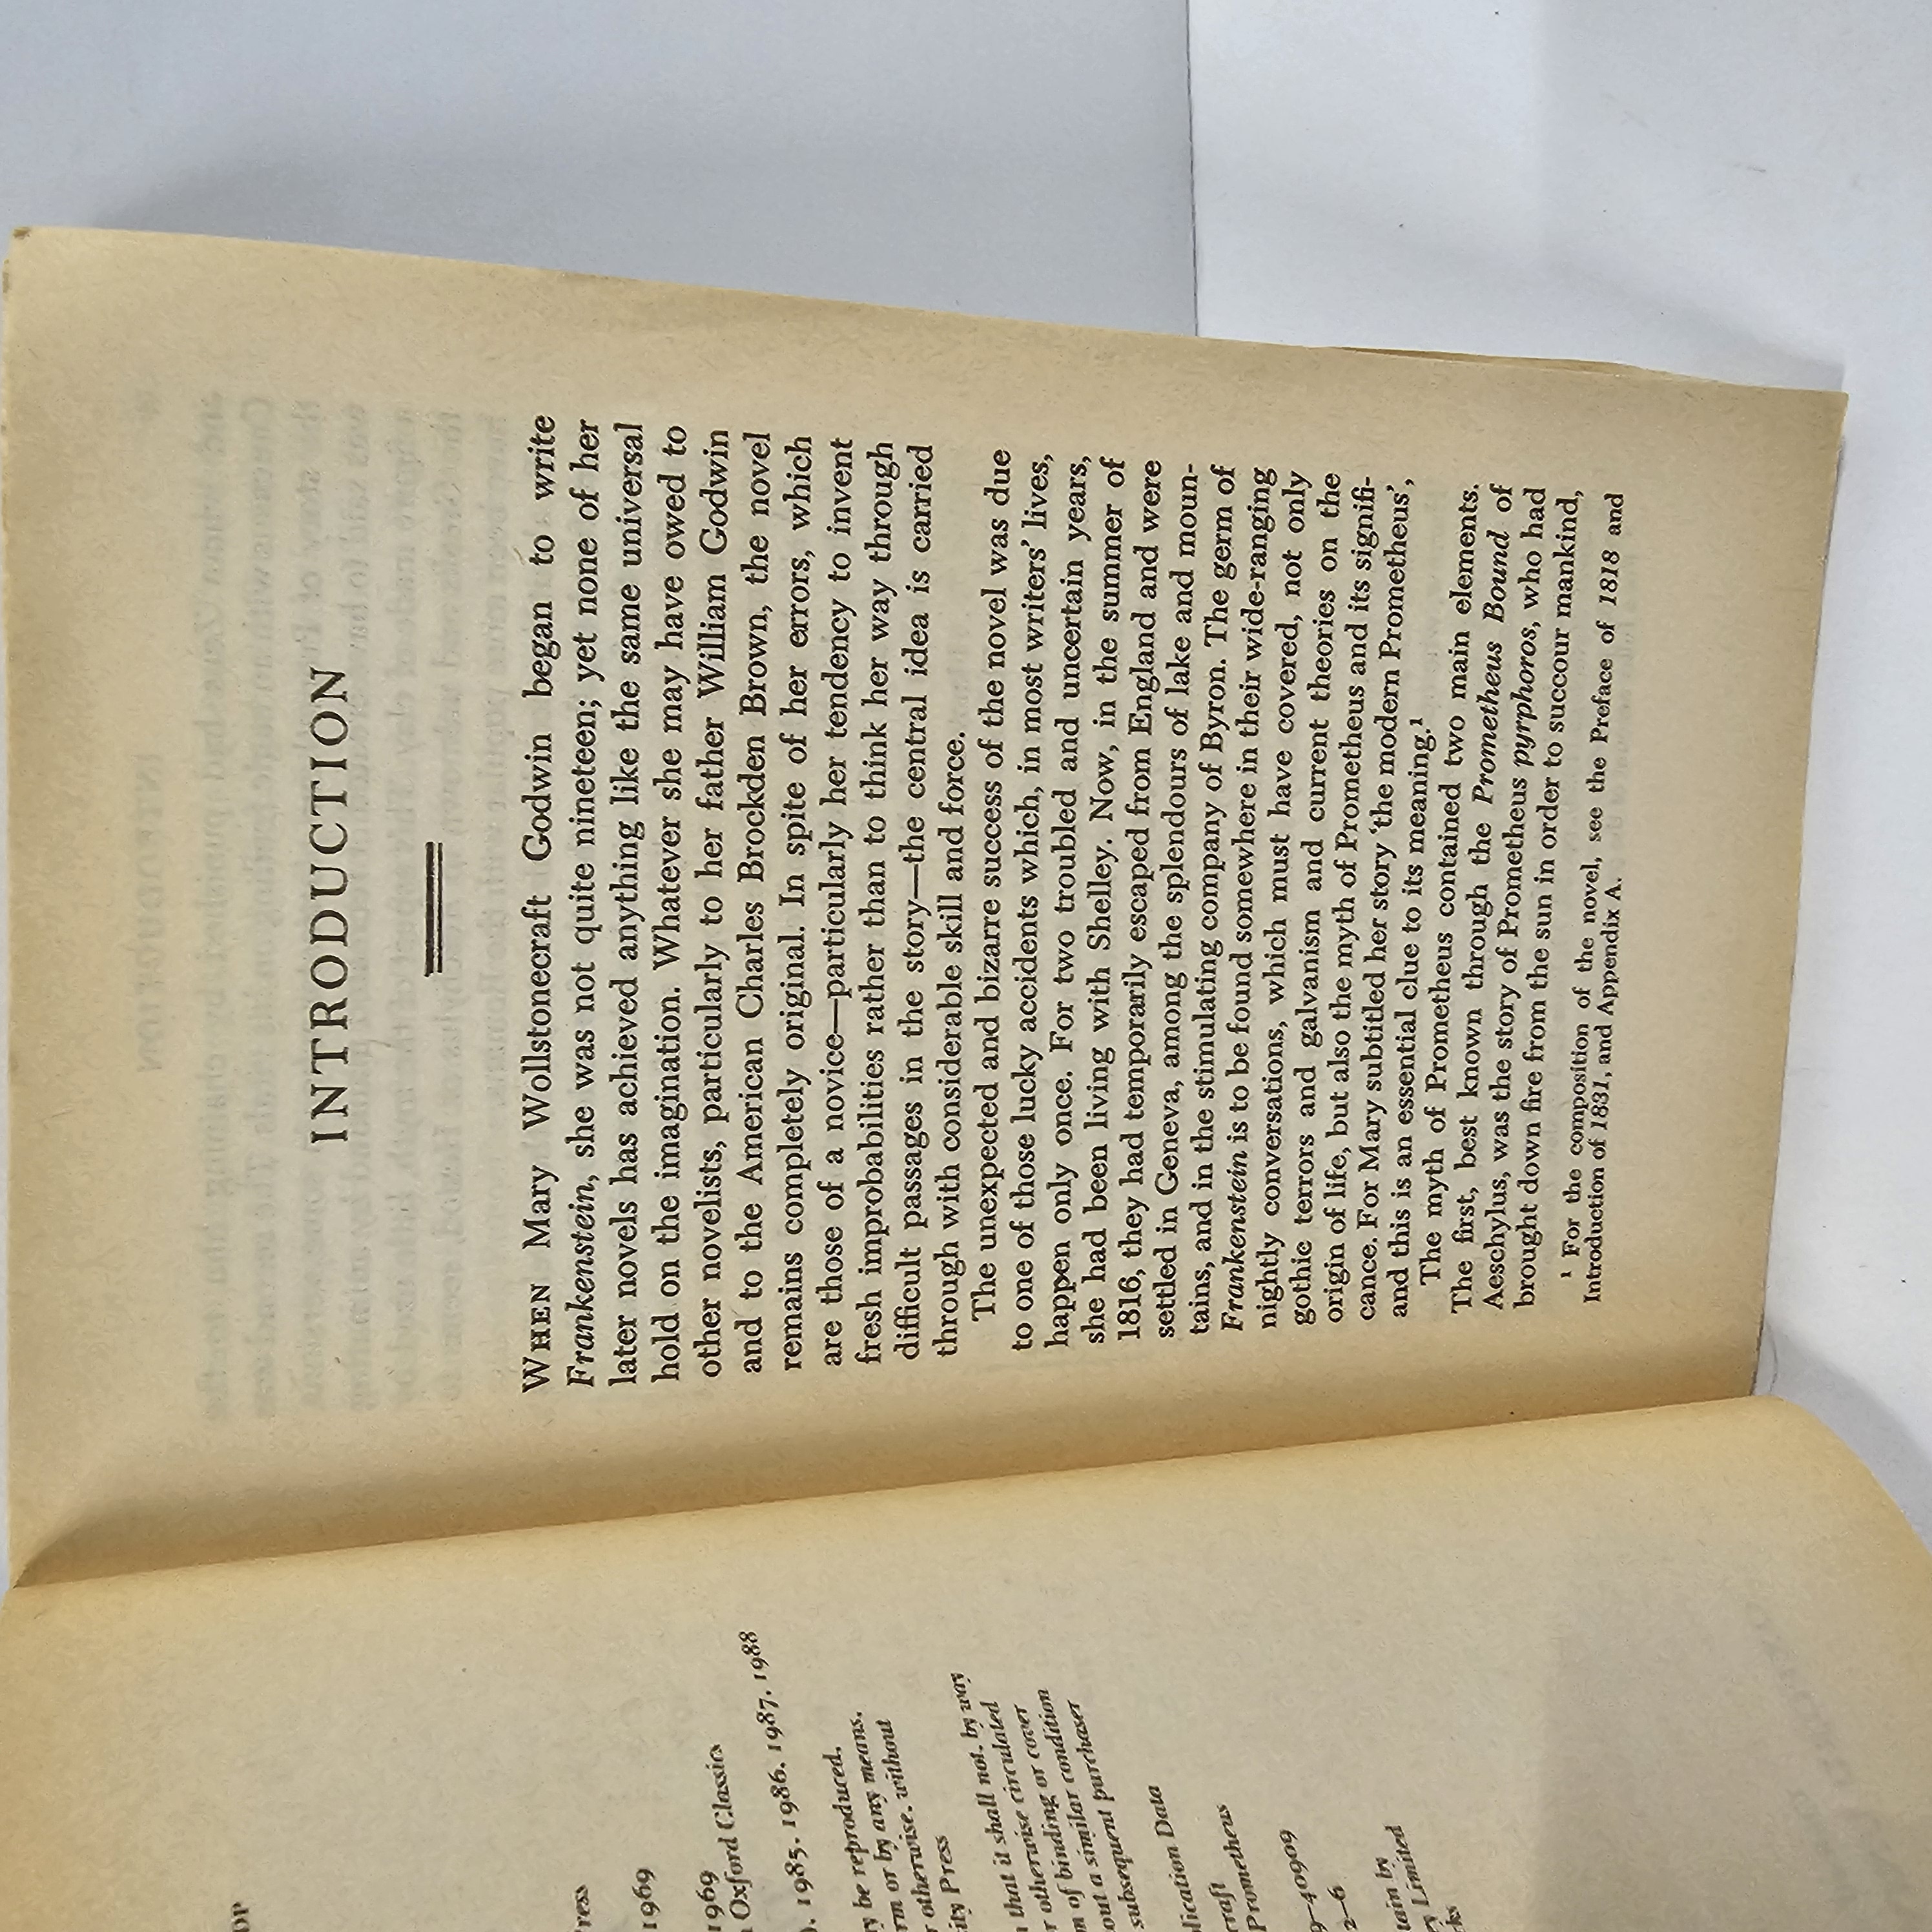 OP
1969
1969
Oxford Classics
1985, 1986, 1987, 1988
be reproduced,
or by any means,
otherwise, without
Press
that it shall not, by way
otherwise circulated
of binding or cover
a similar condition
subsequent purchaser
Data
Prometheus
40909
2–6
by
Limited
INTRODUCTION
WHEN Mary Wollstonecraft Godwin began to write
Frankenstein, she was not quite nineteen; yet none of her
later novels has achieved anything like the same universal
hold on the imagination. Whatever she may have owed to
other novelists, particularly to her father William Godwin
and to the American Charles Brockden Brown, the novel
remains completely original. In spite of her errors, which
are those of a novice—particularly her tendency to invent
fresh improbabilities rather than to think her way through
difficult passages in the story—the central idea is carried
through with considerable skill and force.
The unexpected and bizarre success of the novel was due
to one of those lucky accidents which, in most writers’ lives,
happen only once. For two troubled and uncertain years,
she had been living with Shelley. Now, in the summer of
1816, they had temporarily escaped from England and were
settled in Geneva, among the splendours of lake and moun-
tains, and in the stimulating company of Byron. The germ of
Frankenstein is to be found somewhere in their wide-ranging
nightly conversations, which must have covered, not only
gothic terrors and galvanism and current theories on the
origin of life, but also the myth of Prometheus and its signifi-
cance. For Mary subtitled her story ‘the modern Prometheus’,
and this is an essential clue to its meaning.¹
The myth of Prometheus contained two main elements.
The first, best known through the Prometheus Bound of
Aeschylus, was the story of Prometheus pyrphoros, who had
brought down fire from the sun in order to succour mankind,
¹ For the composition of the novel, see the Preface of 1818 and
Introduction of 1831, and Appendix A.